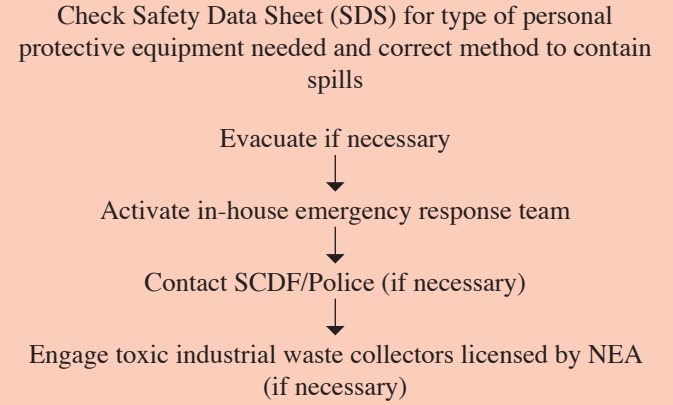 Check Safety Data Sheet (SDS) for type of personal
protective equipment needed and correct method to contain
spills
Evacuate if necessary
Activate in-house emergency response team
Contact SCDF/Police (if necessary)
Engage toxic industrial waste collectors licensed by NEA
(if necessary)